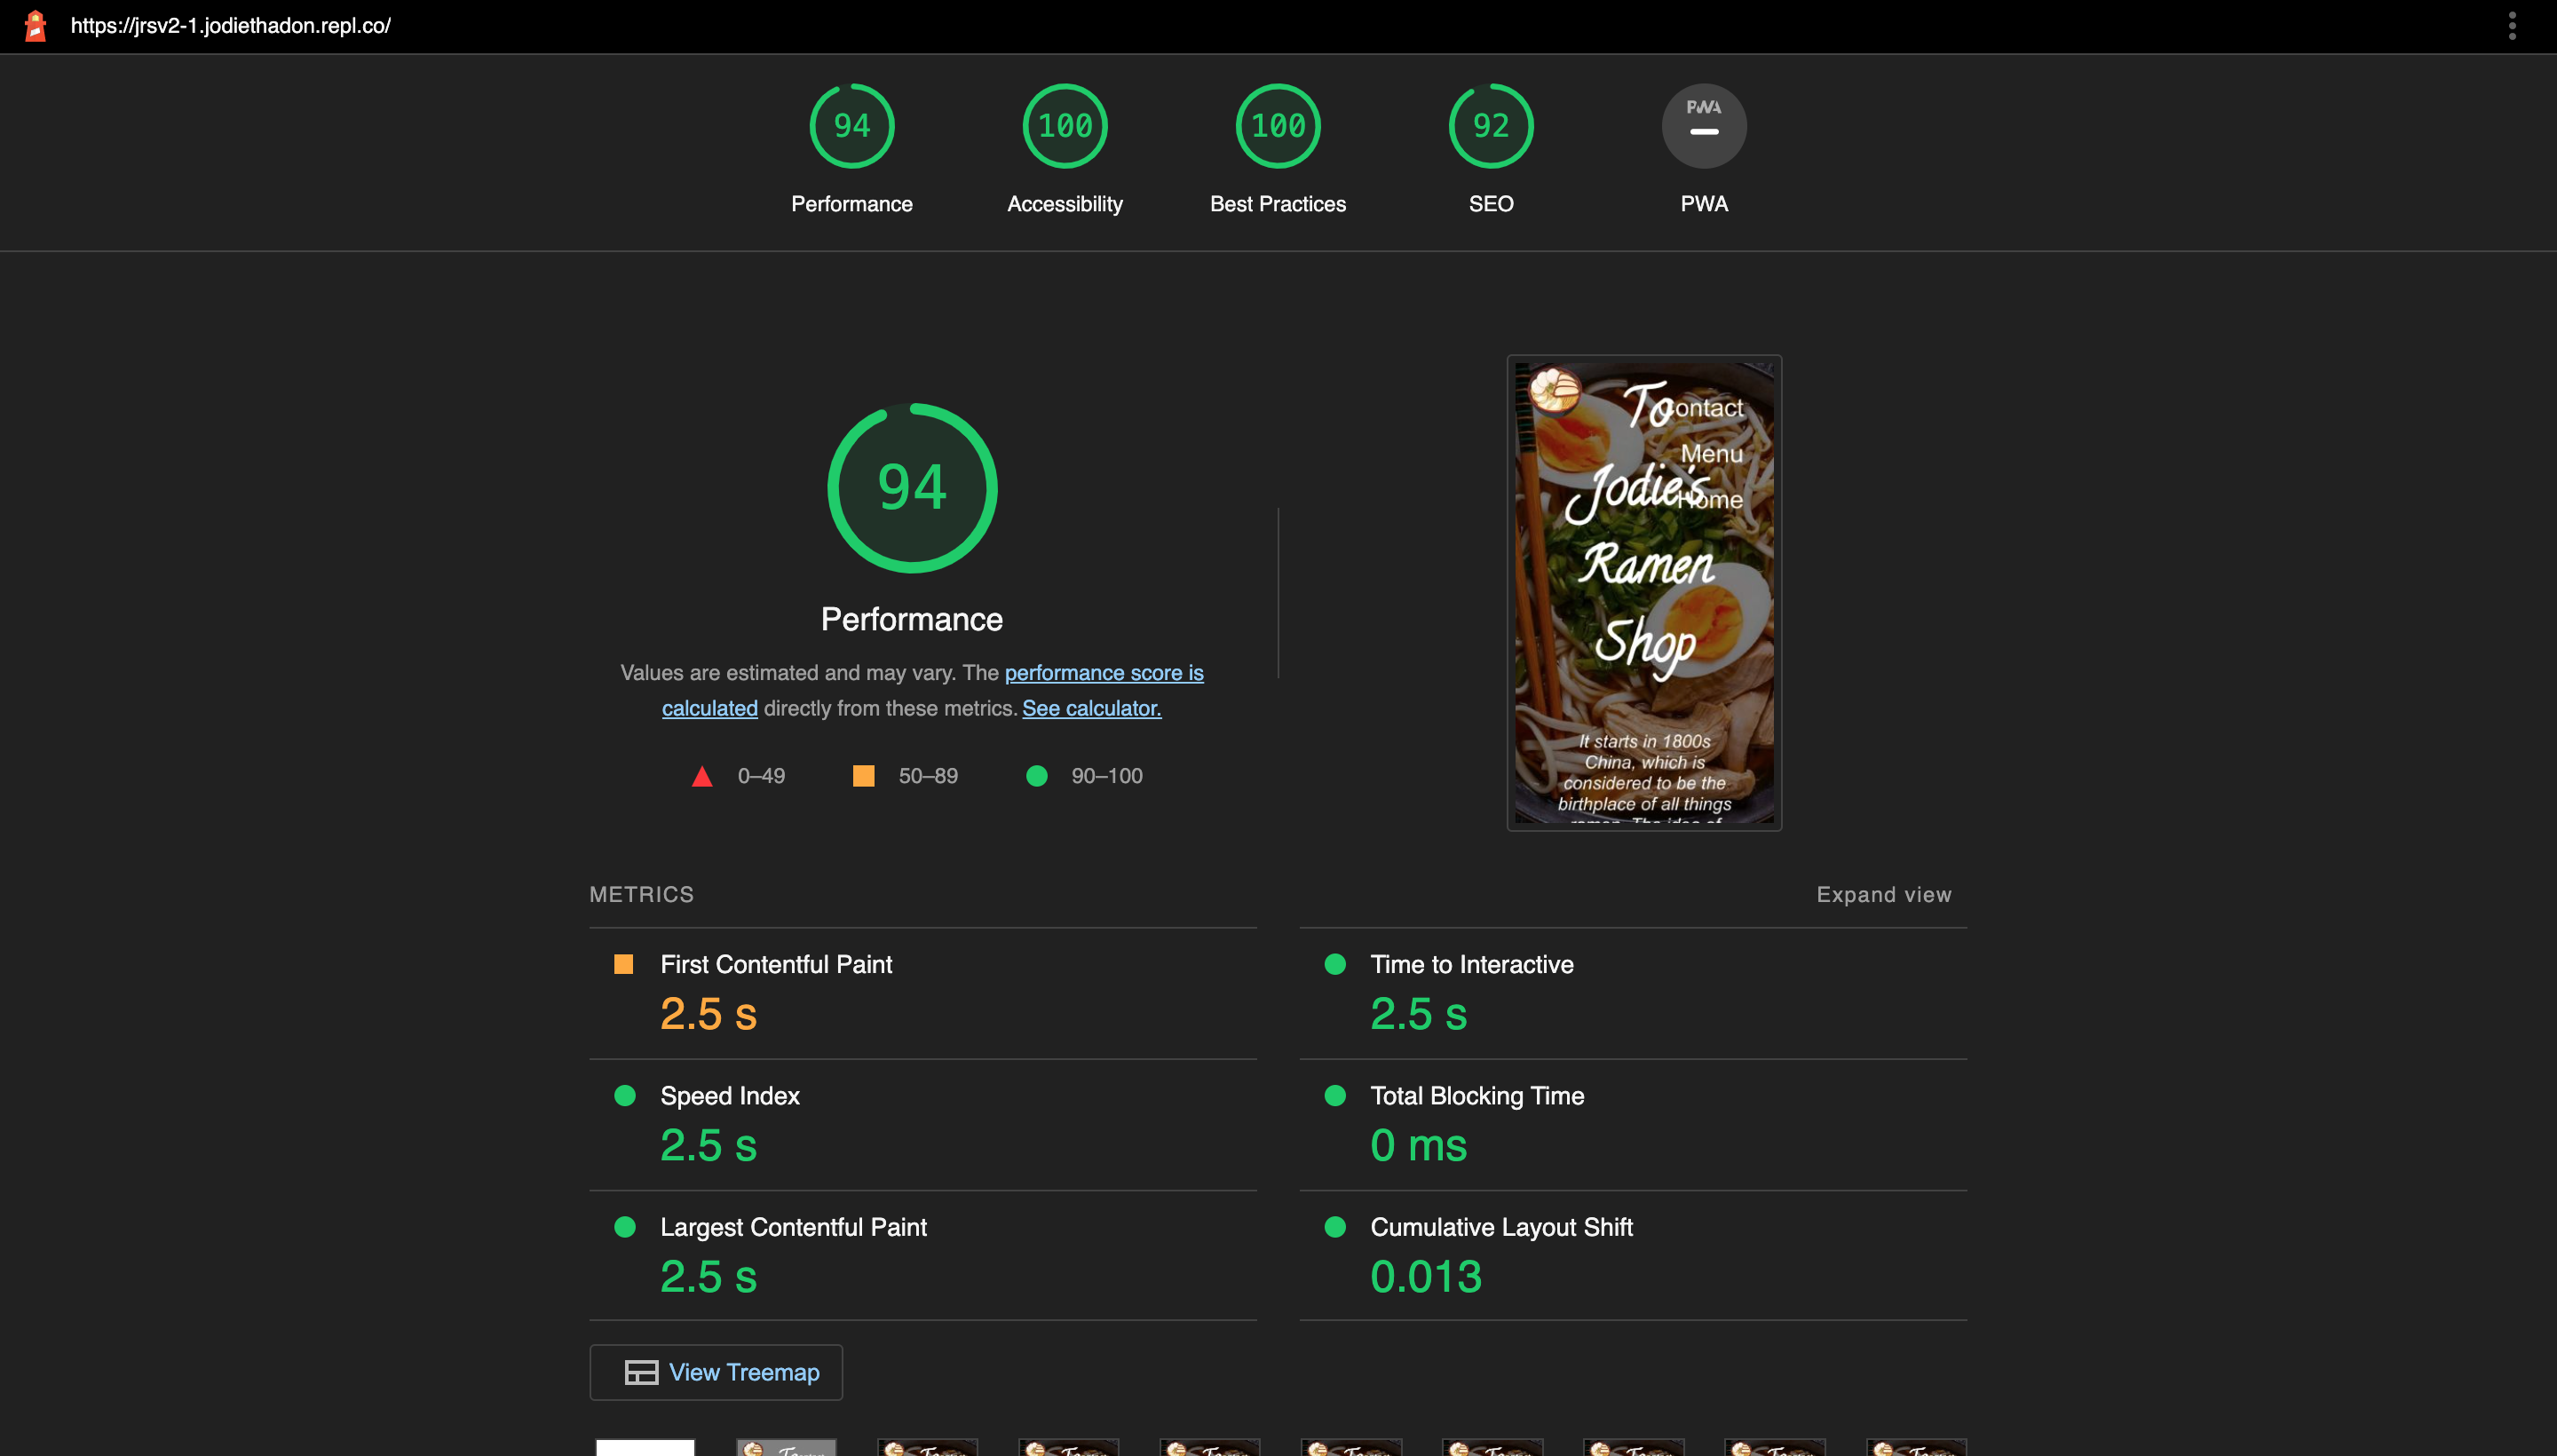 https://jrsv2-1.jodiethadon.repl.co/
94
100
100
92
PWA
Performance
Accessibility
Best Practices
SEO
PWA
94
Performance
Values are estimated and may vary. The performance score is
calculated directly from these metrics. See calculator.
0–49
50–89
90–100
To
Contact
Menu
Jodie's
Home
Ramen
Shop
It starts in 1800s
China, which is
considered to be the
birthplace of all things
ramen. The idea of
METRICS
Expand view
First Contentful Paint
2.5 s
Time to Interactive
2.5 s
Speed Index
2.5 s
Total Blocking Time
0 ms
Largest Contentful Paint
2.5 s
Cumulative Layout Shift
0.013
View Treemap